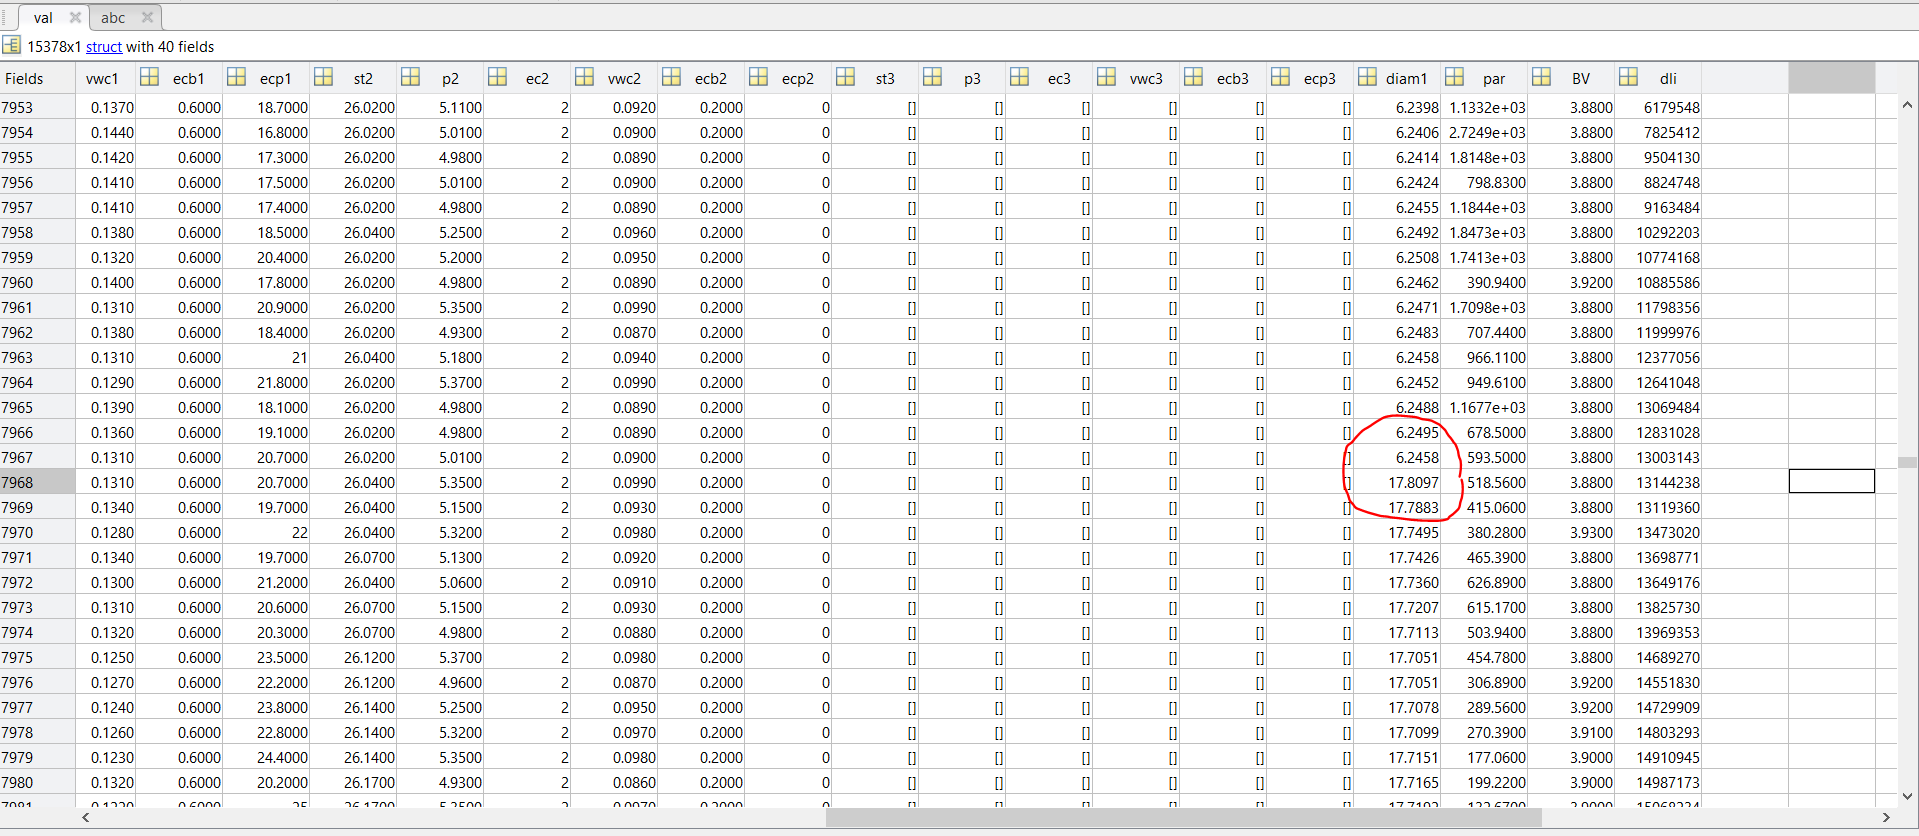 val abc
15378x1 struct with 40 fields
Fields vwc1 ecb1 ecp1 st2 p2 ec2 vwc2 ecb2 ecp2 st3 p3 ec3 vwc3 ecb3 ecp3 diam1 par BV dli
7953 0.1370 0.6000 18.7000 26.0200 5.1100 2 0.0920 0.2000 0 [] [] [] [] [] [] 6.2398 1.1332e+03 3.8800 6179548
7954 0.1440 0.6000 16.8000 26.0200 5.0100 2 0.0900 0.2000 0 [] [] [] [] [] [] 6.2406 2.7249e+03 3.8800 7825412
7955 0.1420 0.6000 17.3000 26.0200 4.9800 2 0.0890 0.2000 0 [] [] [] [] [] [] 6.2414 1.8148e+03 3.8800 9504130
7956 0.1410 0.6000 17.5000 26.0200 5.0100 2 0.0900 0.2000 0 [] [] [] [] [] [] 6.2424 798.8300 3.8800 8824748
7957 0.1410 0.6000 17.4000 26.0200 4.9800 2 0.0890 0.2000 0 [] [] [] [] [] [] 6.2455 1.1844e+03 3.8800 9163484
7958 0.1380 0.6000 18.5000 26.0400 5.2500 2 0.0960 0.2000 0 [] [] [] [] [] [] 6.2492 1.8473e+03 3.8800 10292203
7959 0.1320 0.6000 20.4000 26.0200 5.2000 2 0.0950 0.2000 0 [] [] [] [] [] [] 6.2508 1.7413e+03 3.8800 10774168
7960 0.1400 0.6000 17.8000 26.0200 4.9800 2 0.0890 0.2000 0 [] [] [] [] [] [] 6.2462 390.9400 3.9200 10885586
7961 0.1310 0.6000 20.9000 26.0200 5.3500 2 0.0990 0.2000 0 [] [] [] [] [] [] 6.2471 1.7098e+03 3.8800 11798356
7962 0.1380 0.6000 18.4000 26.0200 4.9300 2 0.0870 0.2000 0 [] [] [] [] [] [] 6.2483 707.4400 3.8800 11999976
7963 0.1310 0.6000 21 26.0400 5.1800 2 0.0940 0.2000 0 [] [] [] [] [] [] 6.2458 966.1100 3.8800 12377056
7964 0.1290 0.6000 21.8000 26.0200 5.3700 2 0.0990 0.2000 0 [] [] [] [] [] [] 6.2452 949.6100 3.8800 12641048
7965 0.1390 0.6000 18.1000 26.0200 4.9800 2 0.0890 0.2000 0 [] [] [] [] [] [] 6.2488 1.1677e+03 3.8800 13069484
7966 0.1360 0.6000 19.1000 26.0200 4.9800 2 0.0890 0.2000 0 [] [] [] [] [] [] 6.2495 678.5000 3.8800 12831028
7967 0.1310 0.6000 20.7000 26.0200 5.0100 2 0.0900 0.2000 0 [] [] [] [] [] [] 6.2458 593.5000 3.8800 13003143
7968 0.1310 0.6000 20.7000 26.0400 5.3500 2 0.0990 0.2000 0 [] [] [] [] [] [] 17.8097 518.5600 3.8800 13144238
7969 0.1340 0.6000 19.7000 26.0400 5.1500 2 0.0930 0.2000 0 [] [] [] [] [] [] 17.7883 415.0600 3.8800 13119360
7970 0.1280 0.6000 22 26.0400 5.3200 2 0.0980 0.2000 0 [] [] [] [] [] [] 17.7495 380.2800 3.9300 13473020
7971 0.1340 0.6000 19.7000 26.0700 5.1300 2 0.0920 0.2000 0 [] [] [] [] [] [] 17.7426 465.3900 3.8800 13698771
7972 0.1300 0.6000 21.2000 26.0400 5.0600 2 0.0910 0.2000 0 [] [] [] [] [] [] 17.7360 626.8900 3.8800 13649176
7973 0.1310 0.6000 20.6000 26.0700 5.1500 2 0.0930 0.2000 0 [] [] [] [] [] [] 17.7207 615.1700 3.8800 13825730
7974 0.1320 0.6000 20.3000 26.0700 4.9800 2 0.0880 0.2000 0 [] [] [] [] [] [] 17.7113 503.9400 3.8800 13969353
7975 0.1250 0.6000 23.5000 26.1200 5.3700 2 0.0980 0.2000 0 [] [] [] [] [] [] 17.7051 454.7800 3.8800 14689270
7976 0.1270 0.6000 22.2000 26.1200 4.9600 2 0.0870 0.2000 0 [] [] [] [] [] [] 17.7051 306.8900 3.9200 14551830
7977 0.1240 0.6000 23.8000 26.1400 5.2500 2 0.0950 0.2000 0 [] [] [] [] [] [] 17.7078 289.5600 3.9200 14729909
7978 0.1260 0.6000 22.8000 26.1400 5.3200 2 0.0970 0.2000 0 [] [] [] [] [] [] 17.7099 270.3900 3.9100 14803293
7979 0.1230 0.6000 24.4000 26.1400 5.3500 2 0.0980 0.2000 0 [] [] [] [] [] [] 17.7151 177.0600 3.9000 14910945
7980 0.1320 0.6000 20.2000 26.1700 4.9300 2 0.0860 0.2000 0 [] [] [] [] [] [] 17.7165 199.2200 3.9000 14987173